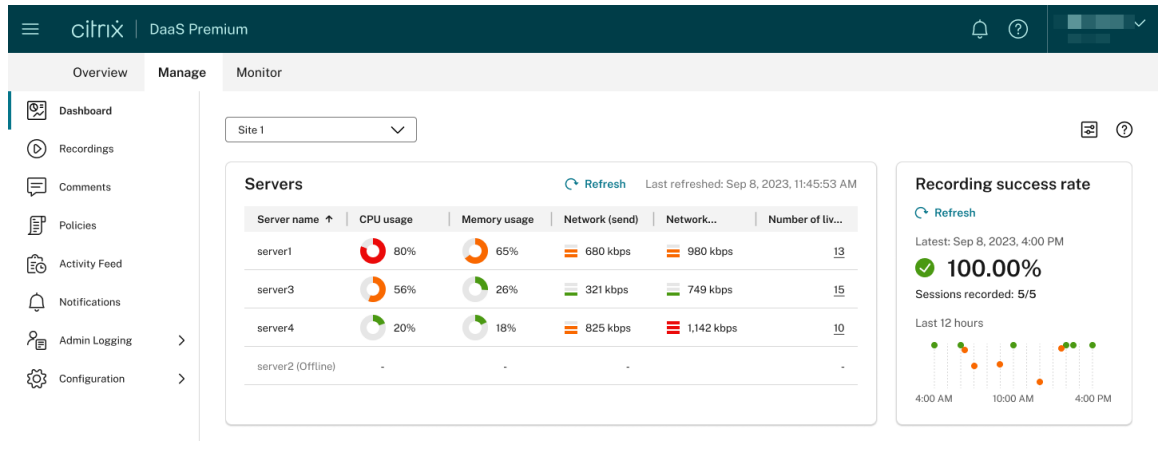 citrix | DaaS Premium
Overview Manage Monitor
Dashboard
Recordings
Comments
Policies
Activity Feed
Notifications
Admin Logging
Configuration
Site 1
Servers Refresh Last refreshed: Sep 8, 2023, 11:45:53 AM
Server name CPU usage Memory usage Network (send) Network... Number of liv...
server1 80% 65% 680 kbps 980 kbps 13
server3 56% 26% 321 kbps 749 kbps 15
server4 20% 18% 825 kbps 1,142 kbps 10
server2 (Offline) - - - -
Recording success rate
Refresh
Latest: Sep 8, 2023, 4:00 PM
100.00%
Sessions recorded: 5/5
Last 12 hours
4:00 AM 10:00 AM 4:00 PM